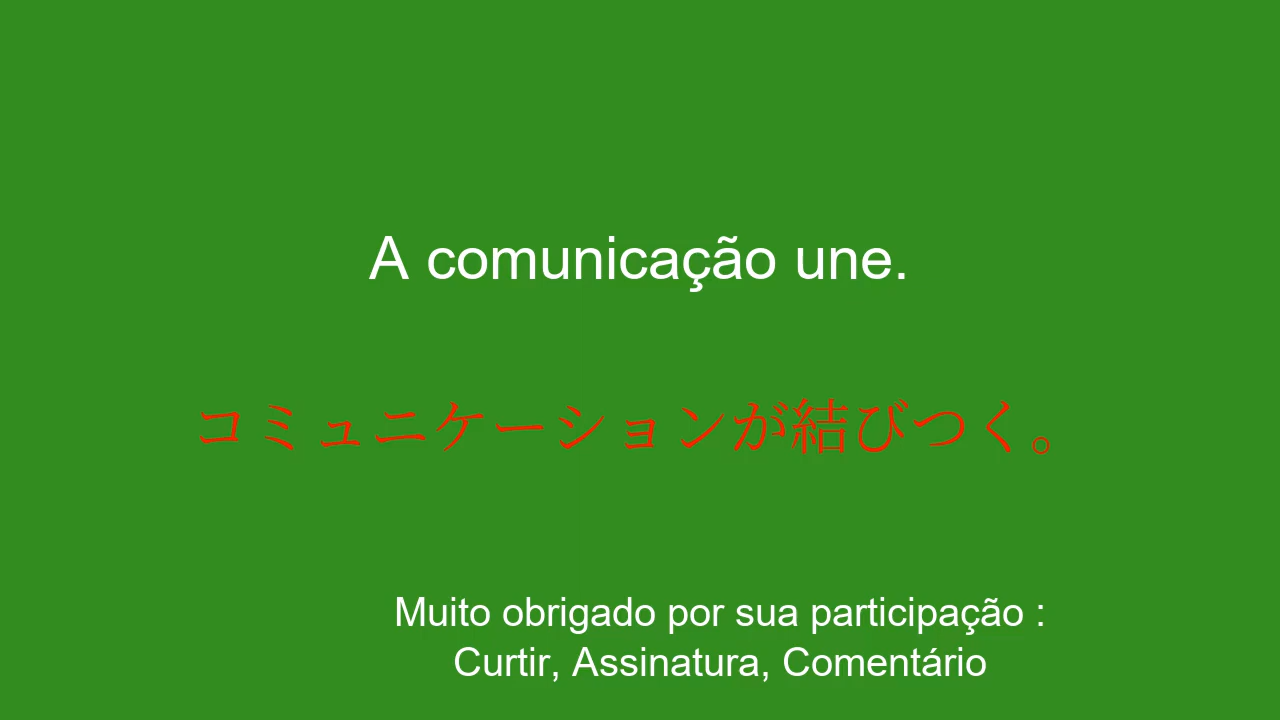 A comunicação une.
コミュニケーションが結びつく。
Muito obrigado por sua participação :
Curtir, Assinatura, Comentário